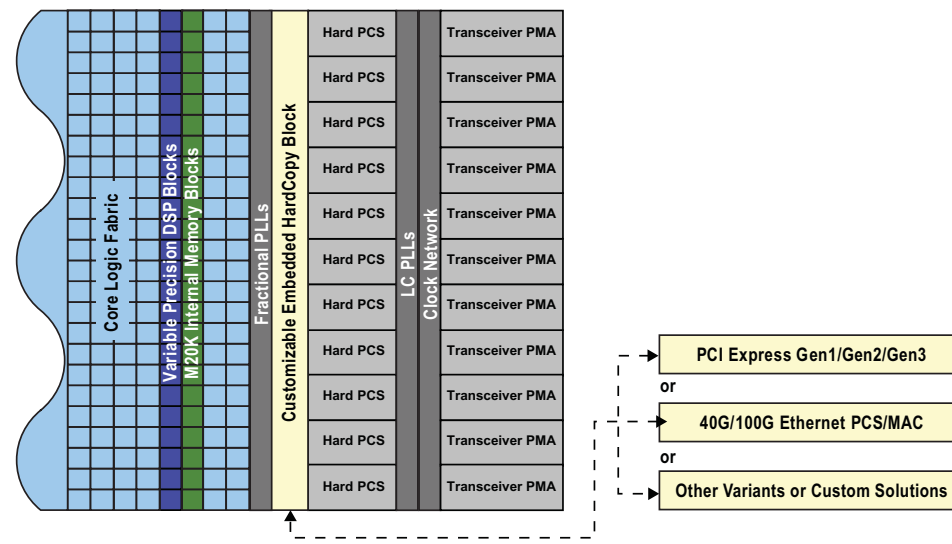 Core Logic Fabric
Variable Precision DSP Blocks
M20K Internal Memory Blocks
Fractional PLLs
Customizable Embedded HardCopy Block
Hard PCS
Hard PCS
Hard PCS
Hard PCS
Hard PCS
Hard PCS
Hard PCS
Hard PCS
Hard PCS
Hard PCS
Hard PCS
LC PLLs
Clock Network
Transceiver PMA
Transceiver PMA
Transceiver PMA
Transceiver PMA
Transceiver PMA
Transceiver PMA
Transceiver PMA
Transceiver PMA
Transceiver PMA
Transceiver PMA
Transceiver PMA
PCI Express Gen1/Gen2/Gen3
or
40G/100G Ethernet PCS/MAC
or
Other Variants or Custom Solutions